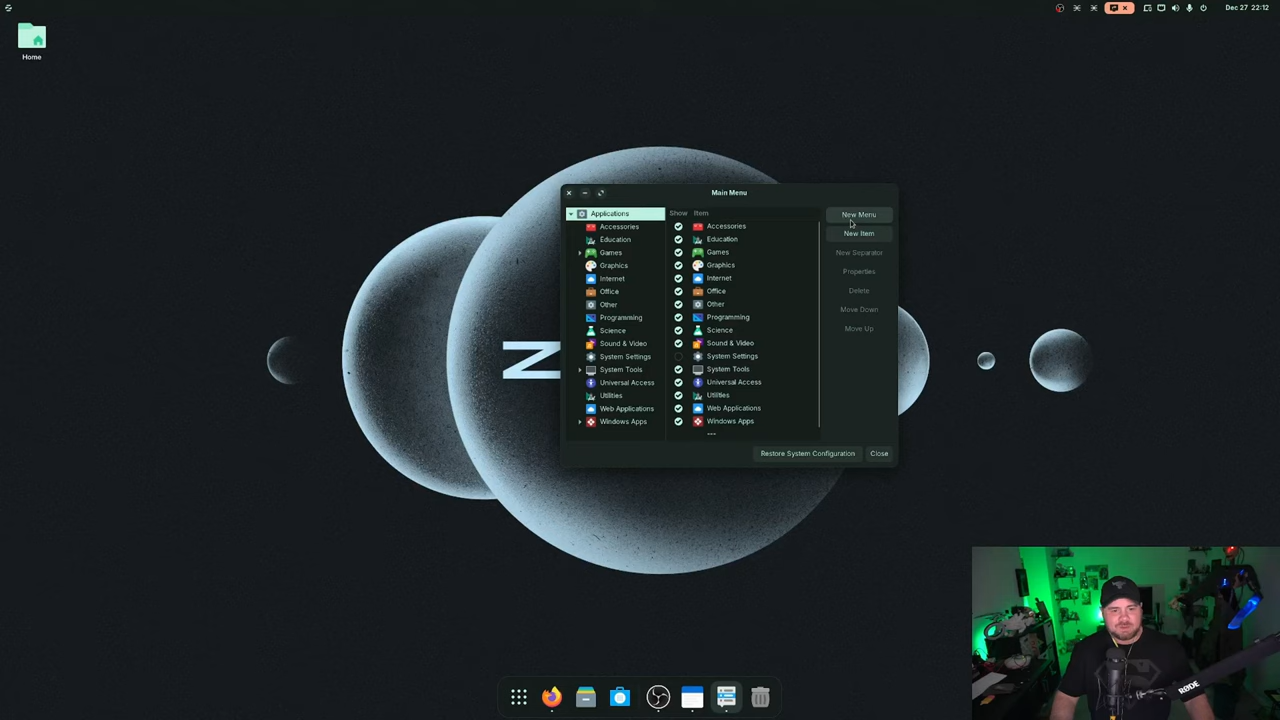 Dec 27 22:12
Home
Main Menu
Applications
Accessories
Education
Games
Graphics
Internet
Office
Other
Programming
Science
Sound & Video
System Settings
System Tools
Universal Access
Utilities
Web Applications
Windows Apps
Show Item
Accessories
Education
Games
Graphics
Internet
Office
Other
Programming
Science
Sound & Video
System Settings
System Tools
Universal Access
Utilities
Web Applications
Windows Apps
---
New Menu
New Item
New Separator
Properties
Delete
Move Down
Move Up
Restore System Configuration
Close
Z
RØDE